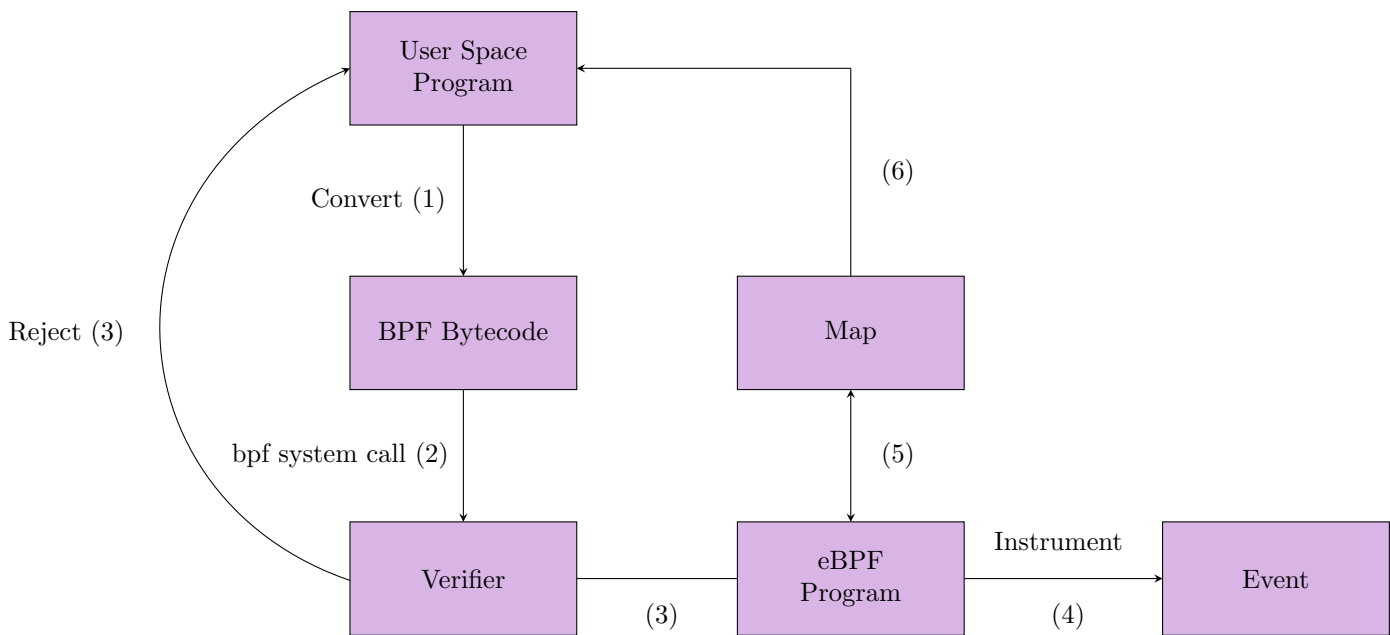 User Space
Program
Convert (1)
(6)
Reject (3)
BPF Bytecode
Map
bpf system call (2)
(5)
Verifier
(3)
eBPF
Program
Instrument
(4)
Event